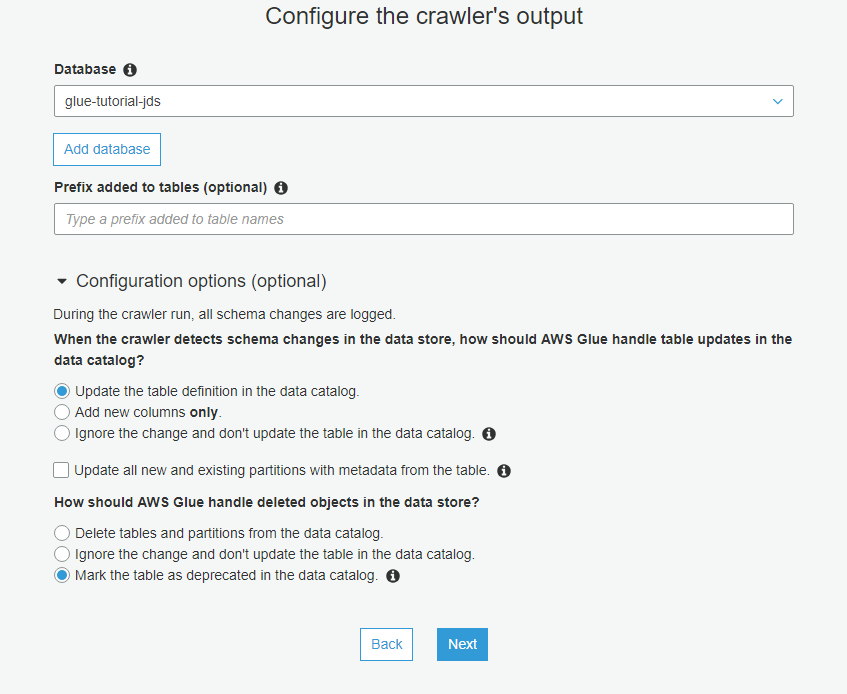 Configure the crawler's output
Database
glue-tutorial-jds
Add database
Prefix added to tables (optional)
Type a prefix added to table names
Configuration options (optional)
During the crawler run, all schema changes are logged.
When the crawler detects schema changes in the data store, how should AWS Glue handle table updates in the
data catalog?
Update the table definition in the data catalog.
Add new columns only.
Ignore the change and don't update the table in the data catalog.
Update all new and existing partitions with metadata from the table.
How should AWS Glue handle deleted objects in the data store?
Delete tables and partitions from the data catalog.
Ignore the change and don't update the table in the data catalog.
Mark the table as deprecated in the data catalog.
Back Next